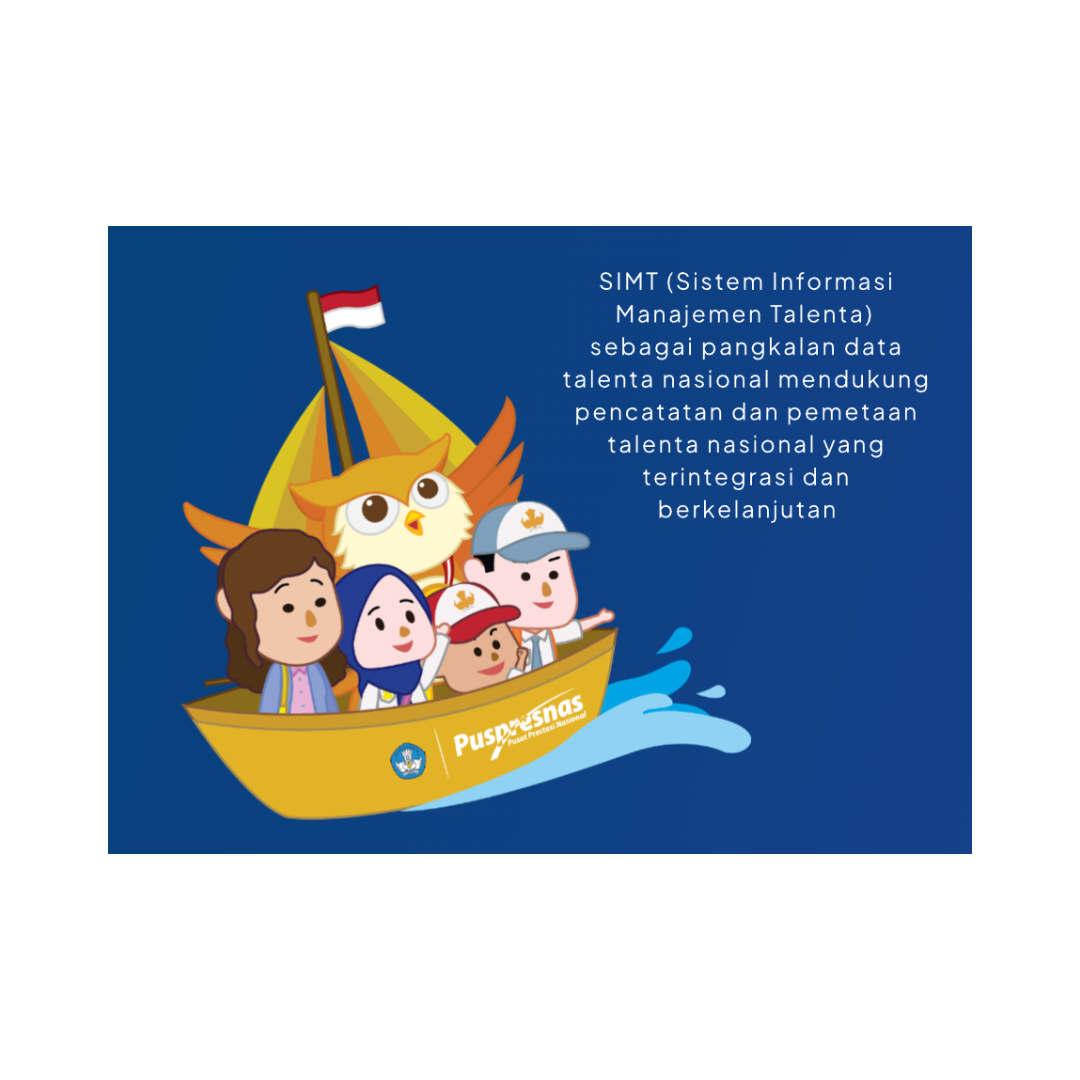 SIMT (Sistem Informasi
Manajemen Talenta)
sebagai pangkalan data
talenta nasional mendukung
pencatatan dan pemetaan
talenta nasional yang
terintegrasi dan
berkelanjutan
Puspresnas
Pusat Prestasi Nasional